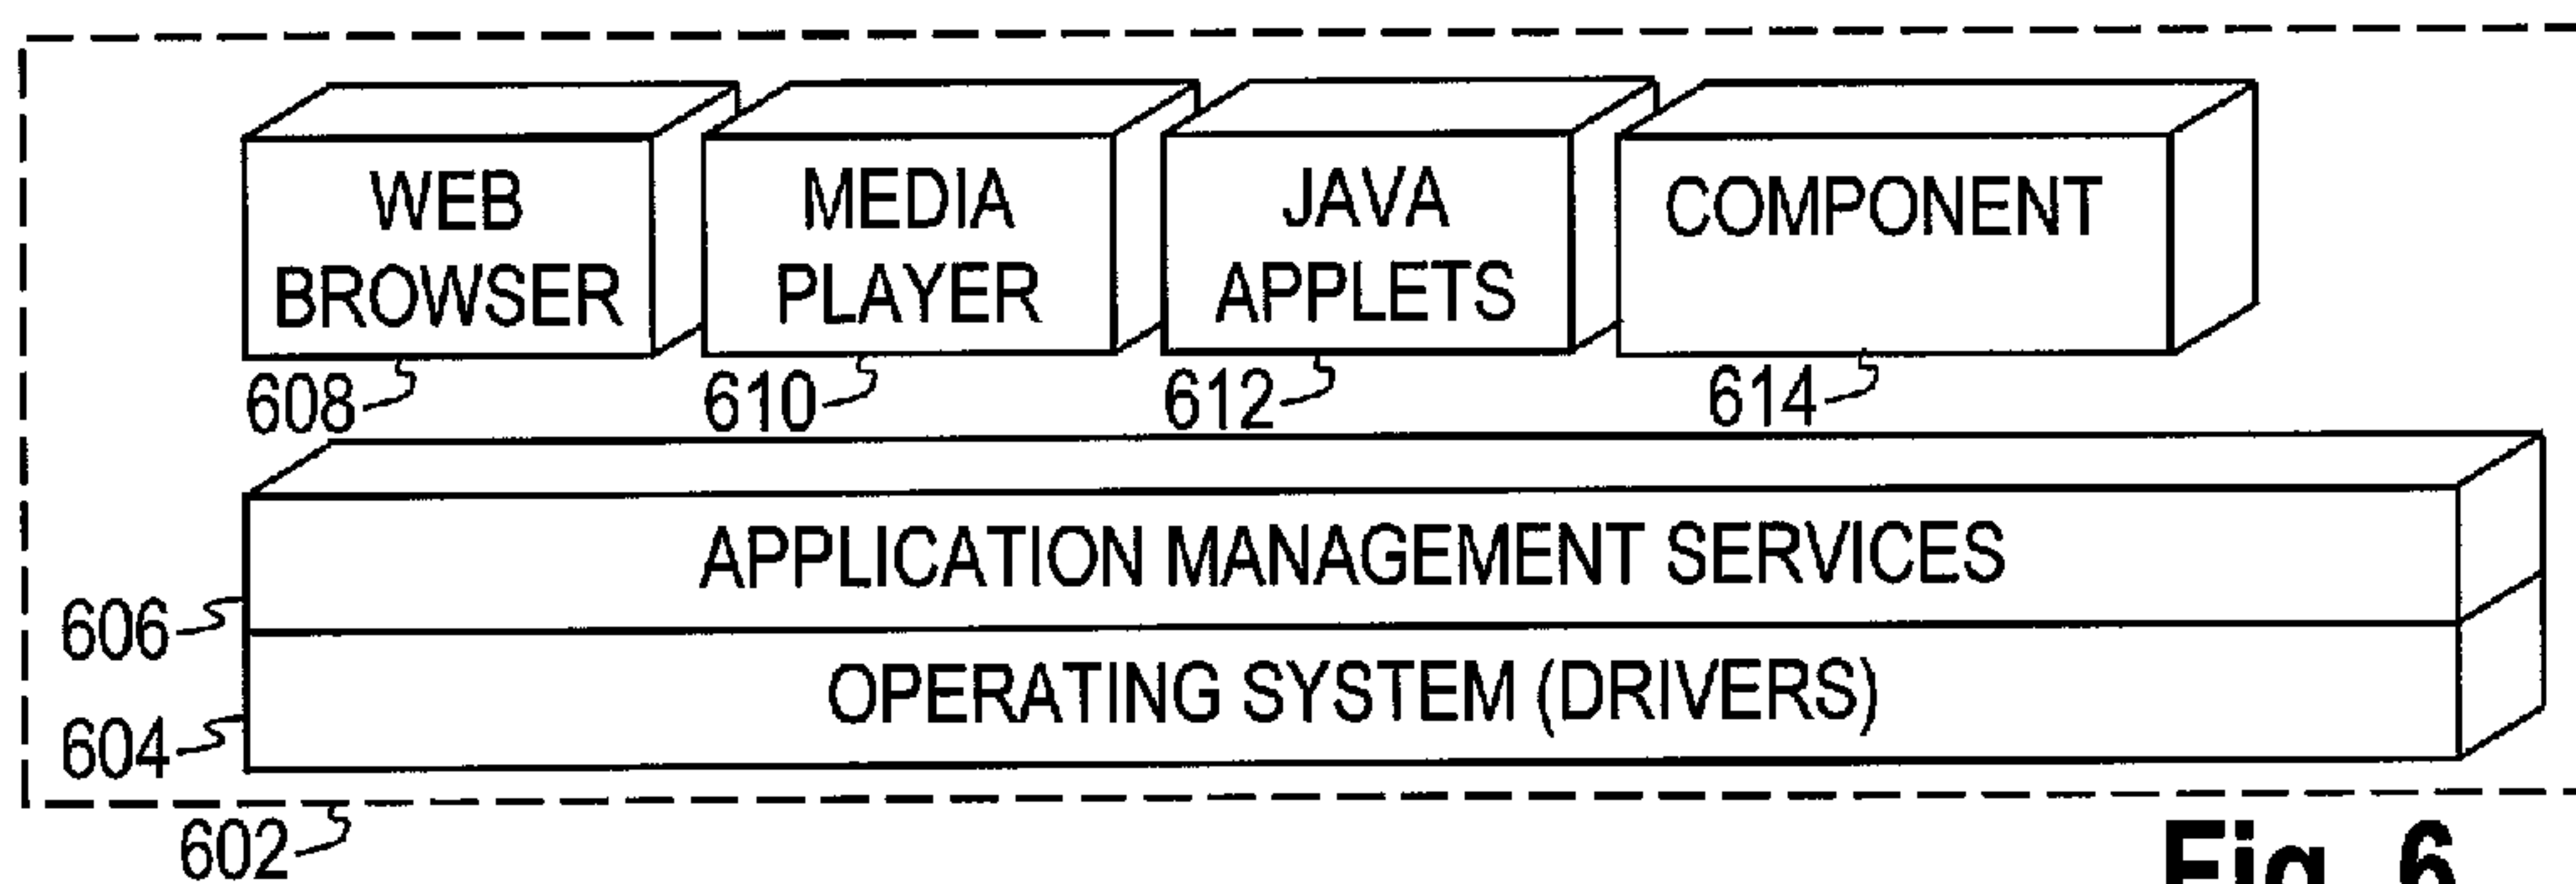 WEB
BROWSER
MEDIA
PLAYER
JAVA
APPLETS
COMPONENT
608
610
612
614
APPLICATION MANAGEMENT SERVICES
606
OPERATING SYSTEM (DRIVERS)
604
602
Fig. 6